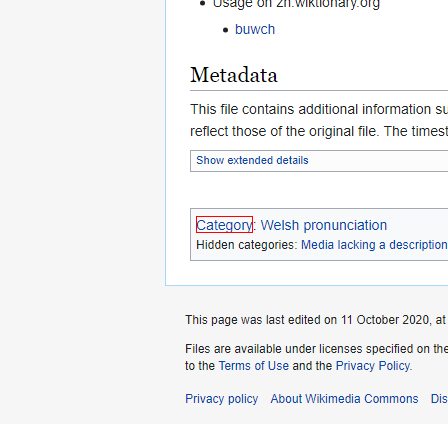 Usage on zh.wiktionary.org
buwch
Metadata
This file contains additional information su
reflect those of the original file. The timest
Show extended details
Category: Welsh pronunciation
Hidden categories: Media lacking a description
This page was last edited on 11 October 2020, at
Files are available under licenses specified on the
to the Terms of Use and the Privacy Policy.
Privacy policy About Wikimedia Commons Dis